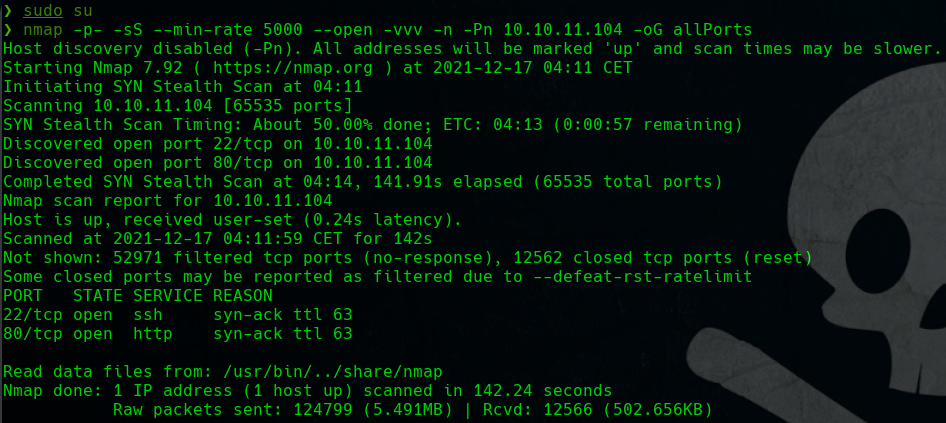 ❯ sudo su
❯ nmap -p- -sS --min-rate 5000 --open -vvv -n -Pn 10.10.11.104 -oG allPorts
Host discovery disabled (-Pn). All addresses will be marked 'up' and scan times may be slower.
Starting Nmap 7.92 ( https://nmap.org ) at 2021-12-17 04:11 CET
Initiating SYN Stealth Scan at 04:11
Scanning 10.10.11.104 [65535 ports]
SYN Stealth Scan Timing: About 50.00% done; ETC: 04:13 (0:00:57 remaining)
Discovered open port 22/tcp on 10.10.11.104
Discovered open port 80/tcp on 10.10.11.104
Completed SYN Stealth Scan at 04:14, 141.91s elapsed (65535 total ports)
Nmap scan report for 10.10.11.104
Host is up, received user-set (0.24s latency).
Scanned at 2021-12-17 04:11:59 CET for 142s
Not shown: 52971 filtered tcp ports (no-response), 12562 closed tcp ports (reset)
Some closed ports may be reported as filtered due to --defeat-rst-ratelimit
PORT   STATE SERVICE REASON
22/tcp open  ssh     syn-ack ttl 63
80/tcp open  http    syn-ack ttl 63
Read data files from: /usr/bin/../share/nmap
Nmap done: 1 IP address (1 host up) scanned in 142.24 seconds
           Raw packets sent: 124799 (5.491MB) | Rcvd: 12566 (502.656KB)